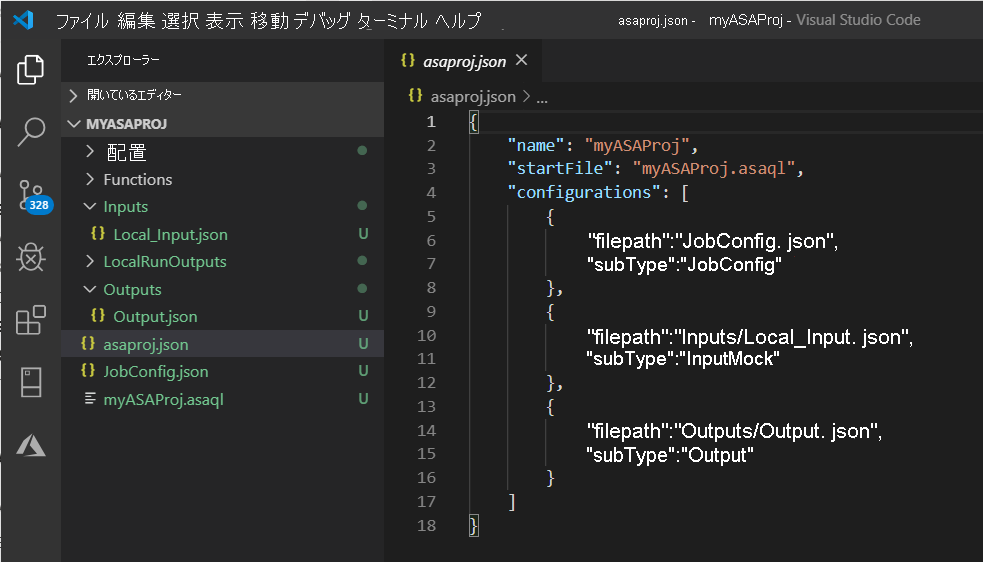 ファイル 編集 選択 表示 移動 デバッグ ターミナル ヘルプ
asaproj.json - myASAProj - Visual Studio Code
エクスプローラー
開いているエディター
MYASAPROJ
配置
Functions
Inputs
Local_Input.json U
LocalRunOutputs
Outputs
Output.json U
asaproj.json U
JobConfig.json U
myASAProj.asaql U
328
asaproj.json
asaproj.json > ...
1 {
2 "name": "myASAProj",
3 "startFile": "myASAProj.asaql",
4 "configurations": [
5 {
6 "filepath":"JobConfig. json",
7 "subType":"JobConfig"
8 },
9 {
10 "filepath":"Inputs/Local_Input. json",
11 "subType":"InputMock"
12 },
13 {
14 "filepath":"Outputs/Output. json",
15 "subType":"Output"
16 }
17 ]
18 }